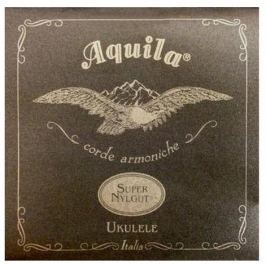 Aquila®
corde armoniche
SUPER
NYLGUT
UKULELE
Italia